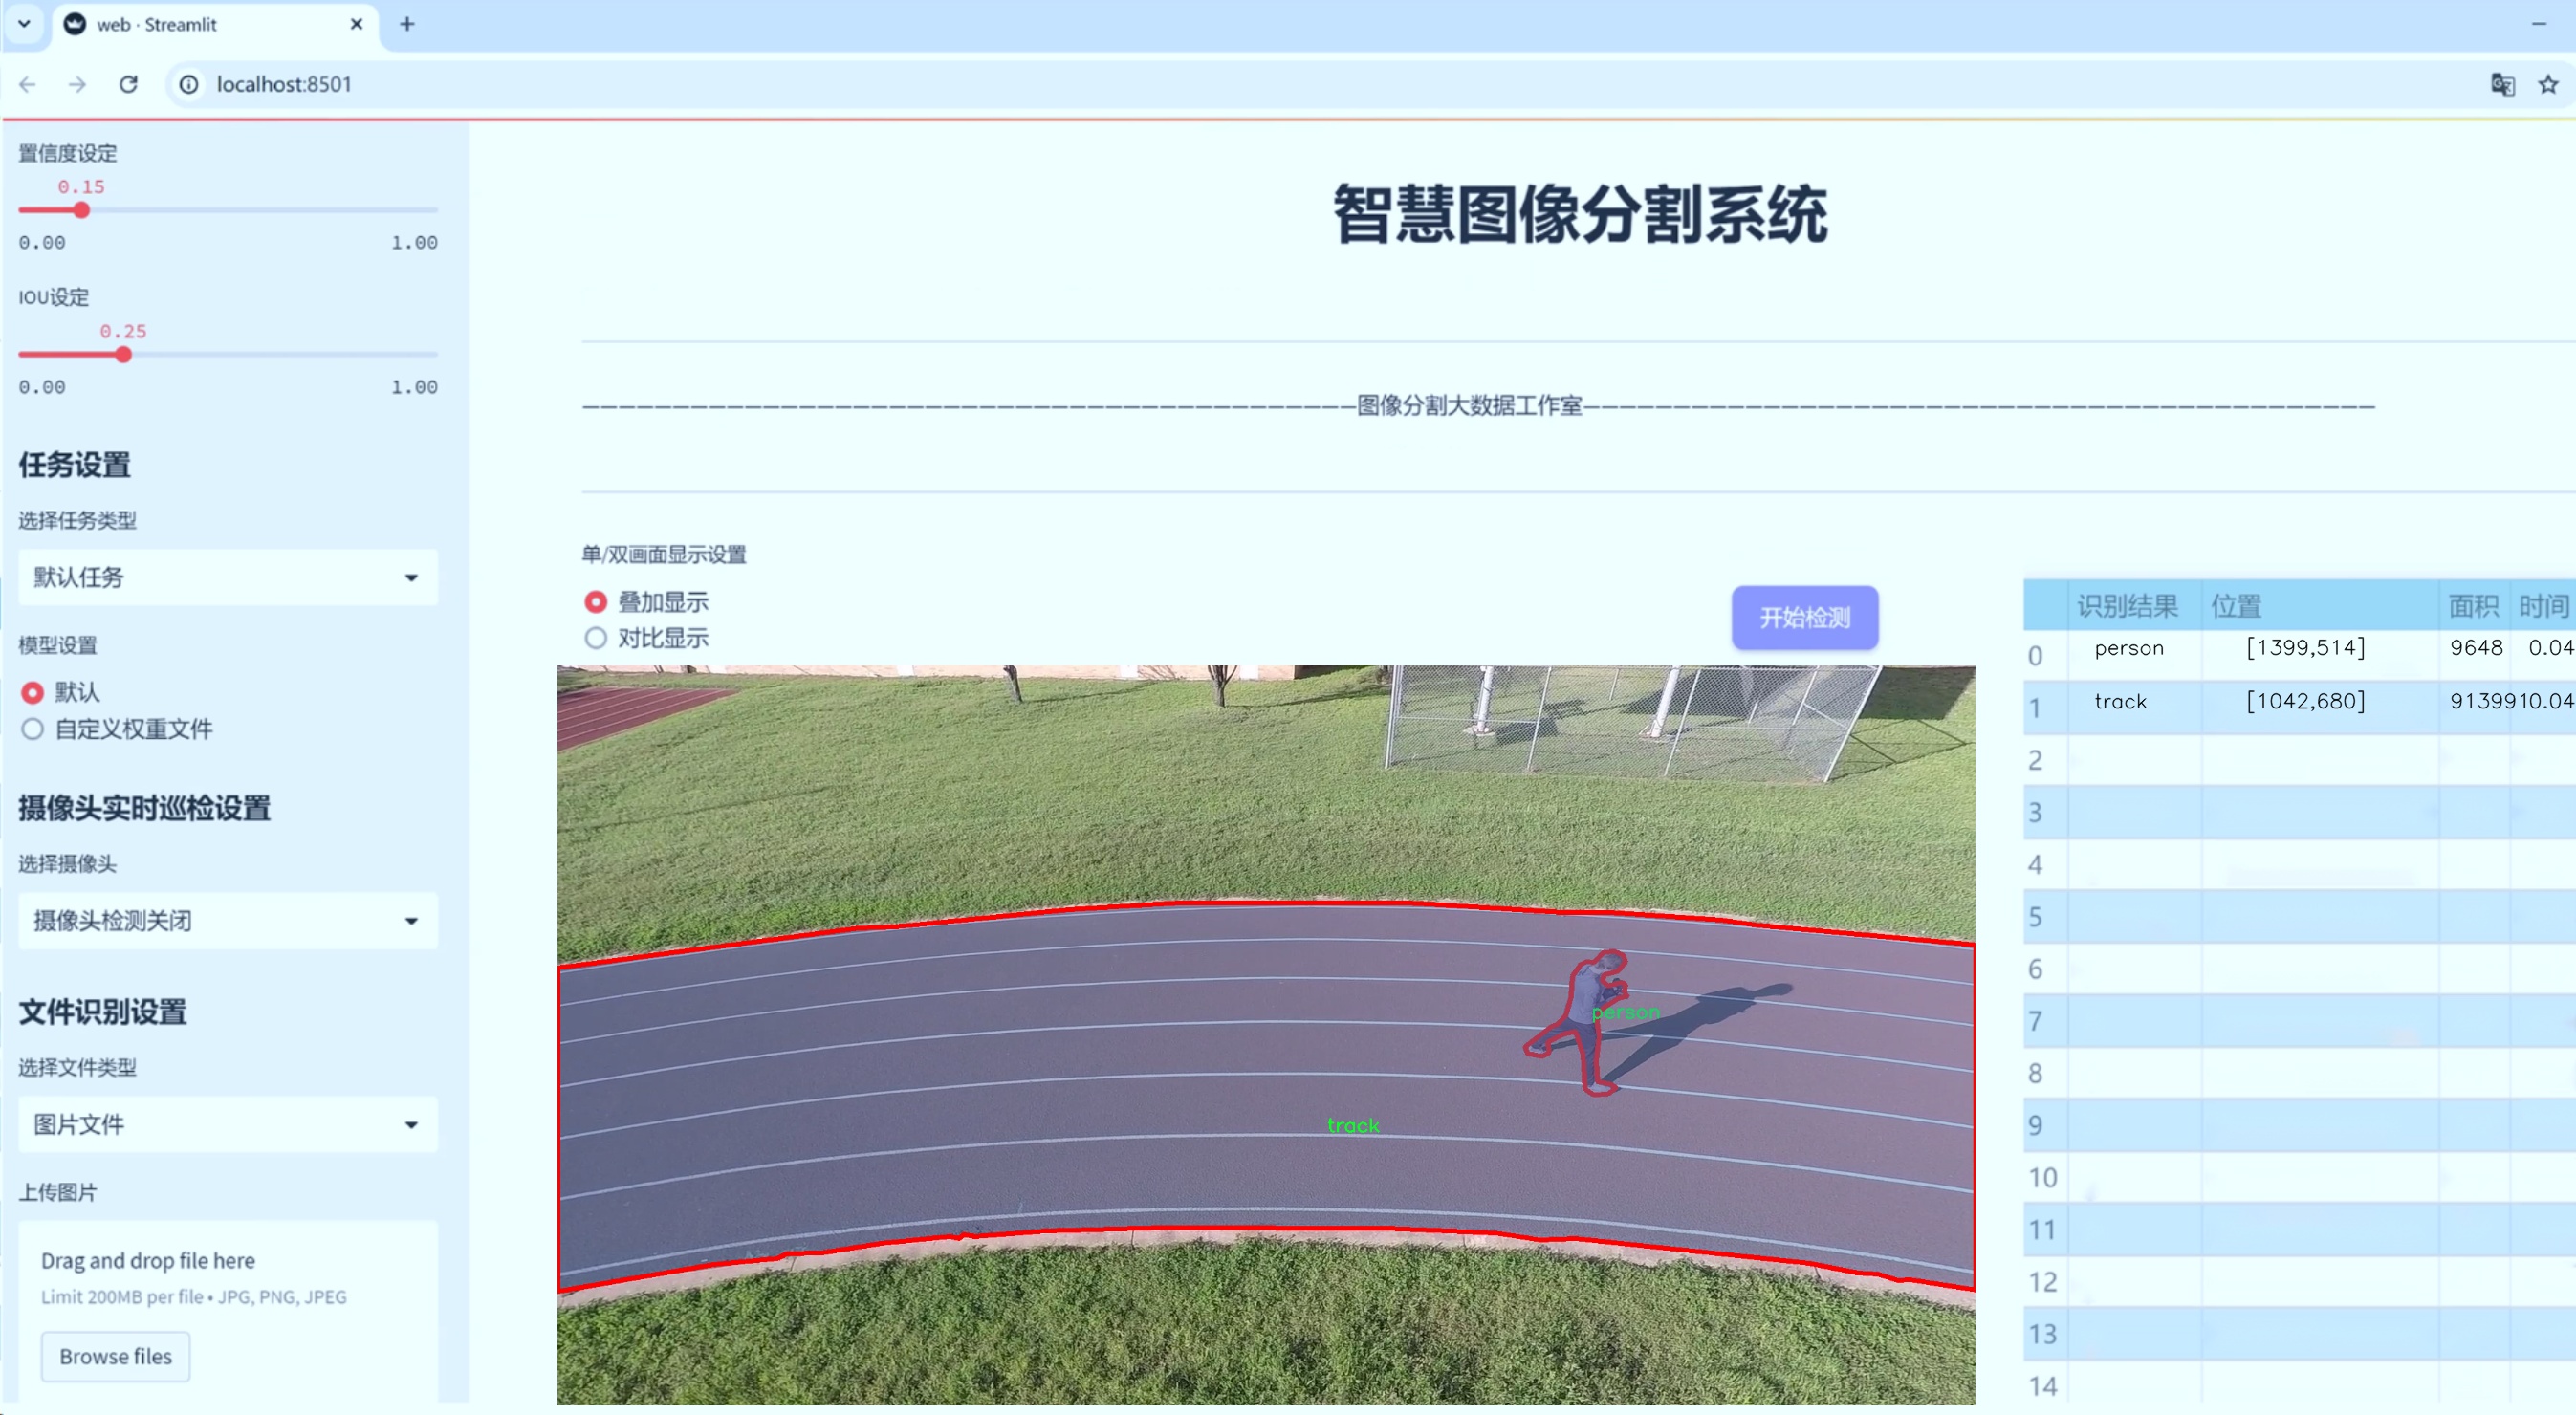 web · Streamlit
localhost:8501
置信度设定
0.15
0.00 1.00
IOU设定
0.25
0.00 1.00
任务设置
选择任务类型
默认任务
模型设置
默认
自定义权重文件
摄像头实时巡检设置
选择摄像头
摄像头检测关闭
文件识别设置
选择文件类型
图片文件
上传图片
Drag and drop file here
Limit 200MB per file • JPG, PNG, JPEG
Browse files
智慧图像分割系统
图像分割大数据工作室
单/双画面显示设置
叠加显示
对比显示
开始检测
person
track
识别结果 位置 面积 时间
0 person [1399,514] 9648 0.04
1 track [1042,680] 9139910.04
2
3
4
5
6
7
8
9
10
11
12
13
14